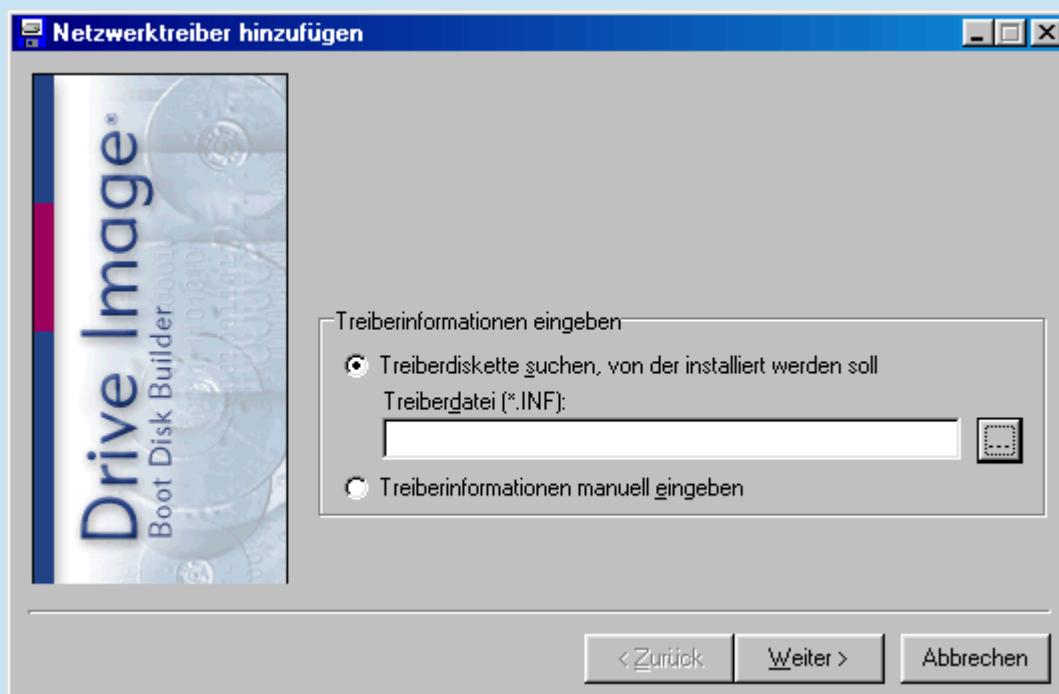 Netzwerktreiber hinzufügen
Drive Image®
Boot Disk Builder
Treiberinformationen eingeben
Treiberdiskette suchen, von der installiert werden soll
Treiberdatei (*.INF):
...
Treiberinformationen manuell eingeben
< Zurück
Weiter >
Abbrechen